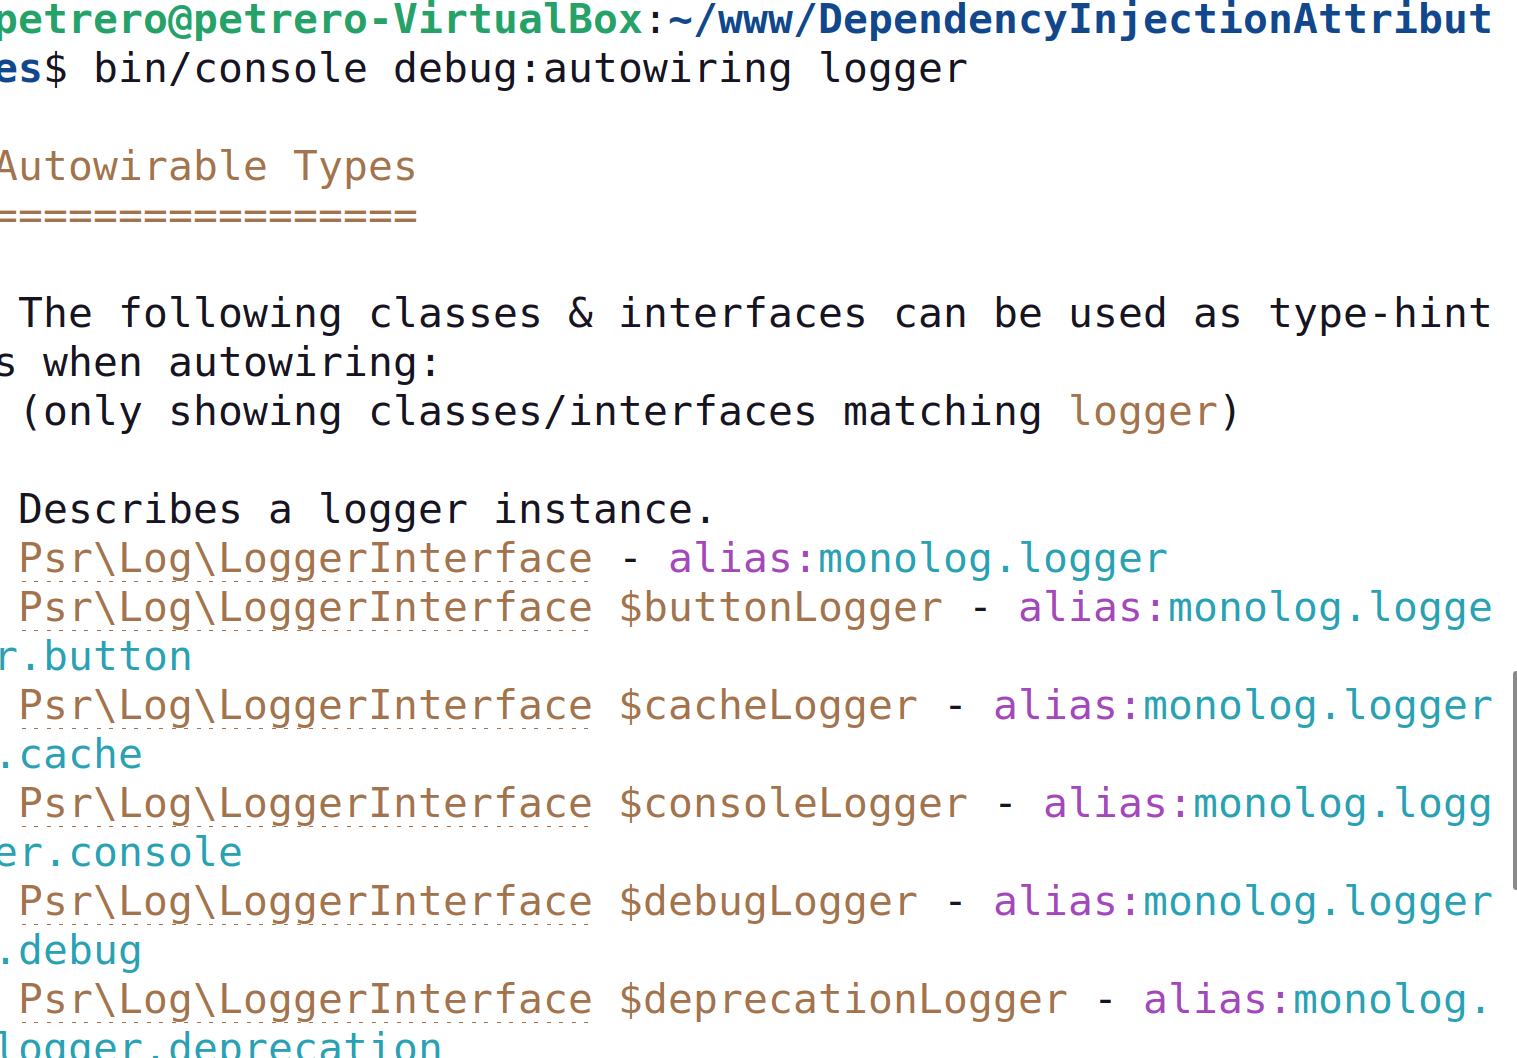 petrero@petrero-VirtualBox:~/www/DependencyInjectionAttribut
es$ bin/console debug:autowiring logger
Autowirable Types
=================
The following classes & interfaces can be used as type-hint
s when autowiring:
(only showing classes/interfaces matching logger)
Describes a logger instance.
Psr\Log\LoggerInterface - alias:monolog.logger
Psr\Log\LoggerInterface $buttonLogger - alias:monolog.logge
r.button
Psr\Log\LoggerInterface $cacheLogger - alias:monolog.logger
.cache
Psr\Log\LoggerInterface $consoleLogger - alias:monolog.logg
er.console
Psr\Log\LoggerInterface $debugLogger - alias:monolog.logger
.debug
Psr\Log\LoggerInterface $deprecationLogger - alias:monolog.
logger.deprecation